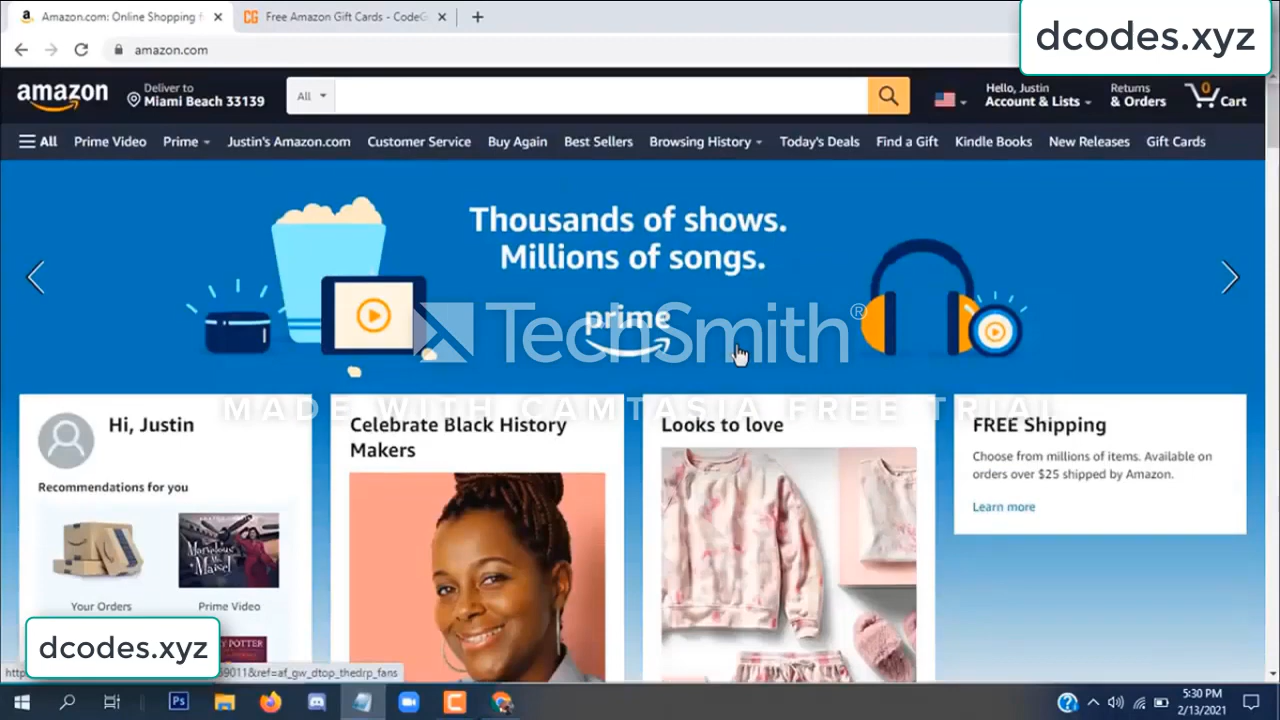 Amazon.com: Online Shopping f
Free Amazon Gift Cards - CodeG
dcodes.xyz
amazon.com
amazon
Deliver to
Miami Beach 33139
All
Hello, Justin
Account & Lists
Returns
& Orders
0
Cart
All
Prime Video
Prime
Justin's Amazon.com
Customer Service
Buy Again
Best Sellers
Browsing History
Today's Deals
Find a Gift
Kindle Books
New Releases
Gift Cards
Thousands of shows.
Millions of songs.
prime
TechSmith®
MADE WITH CAMTASIA FREE TRIAL
Hi, Justin
Recommendations for you
Your Orders
Prime Video
Celebrate Black History
Makers
Looks to love
FREE Shipping
Choose from millions of items. Available on
orders over $25 shipped by Amazon.
Learn more
dcodes.xyz
9011&ref=af_gw_dtop_thedrp_fans
Ps
5:30 PM
2/13/2021